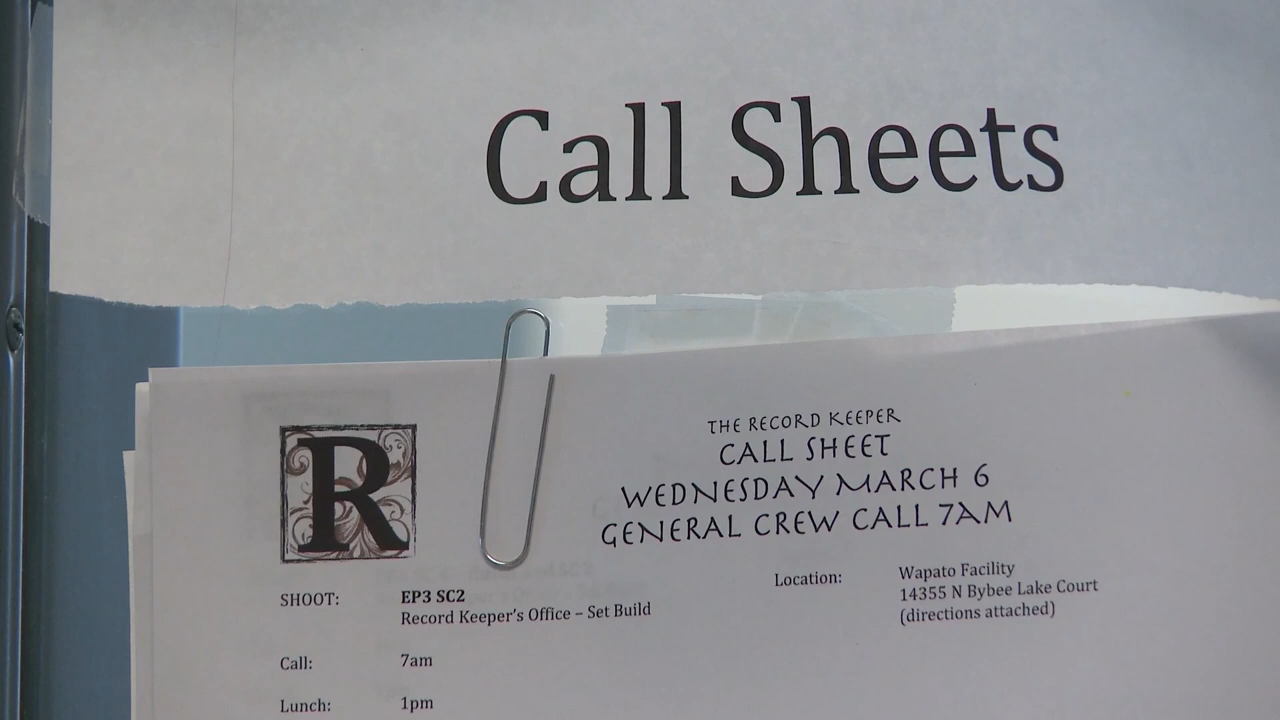 Call Sheets
R
THE RECORD KEEPER
CALL SHEET
WEDNESDAY MARCH 6
GENERAL CREW CALL 7AM
SHOOT: EP3 SC2
Record Keeper's Office – Set Build
Location: Wapato Facility
14355 N Bybee Lake Court
(directions attached)
Call: 7am
Lunch: 1pm